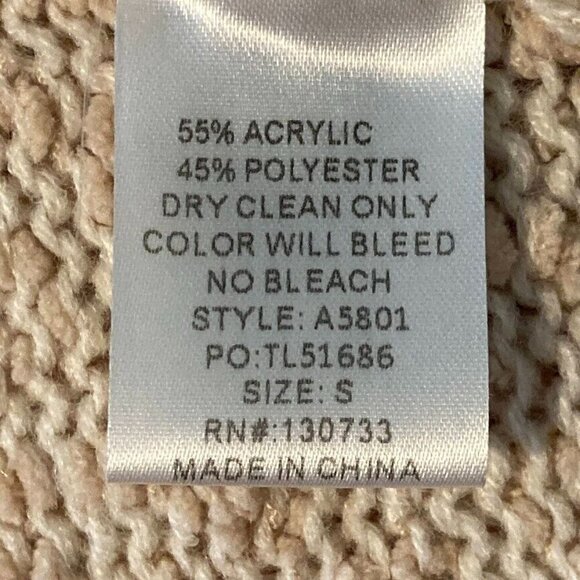 55% ACRYLIC
45% POLYESTER
DRY CLEAN ONLY
COLOR WILL BLEED
NO BLEACH
STYLE: A5801
PO:TL51686
SIZE: S
RN#:130733
MADE IN CHINA